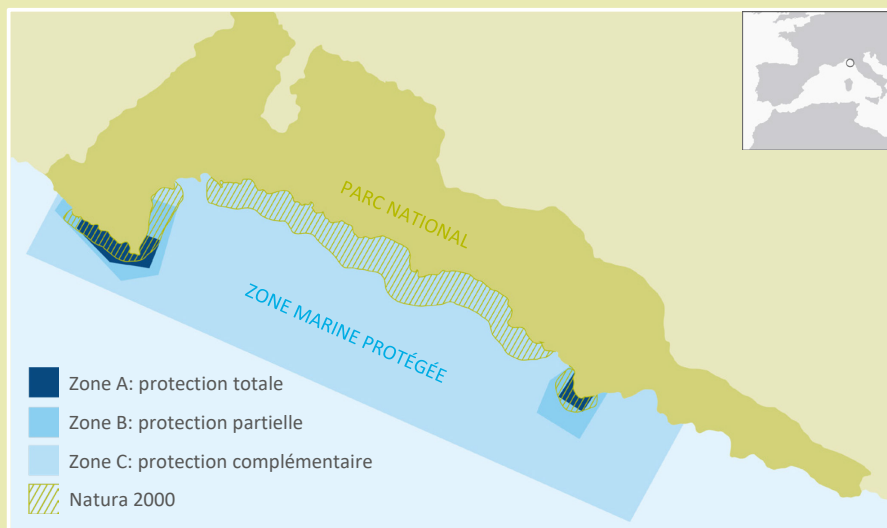 PARC NATIONAL
ZONE MARINE PROTÉGÉE
Zone A: protection totale
Zone B: protection partielle
Zone C: protection complémentaire
Natura 2000